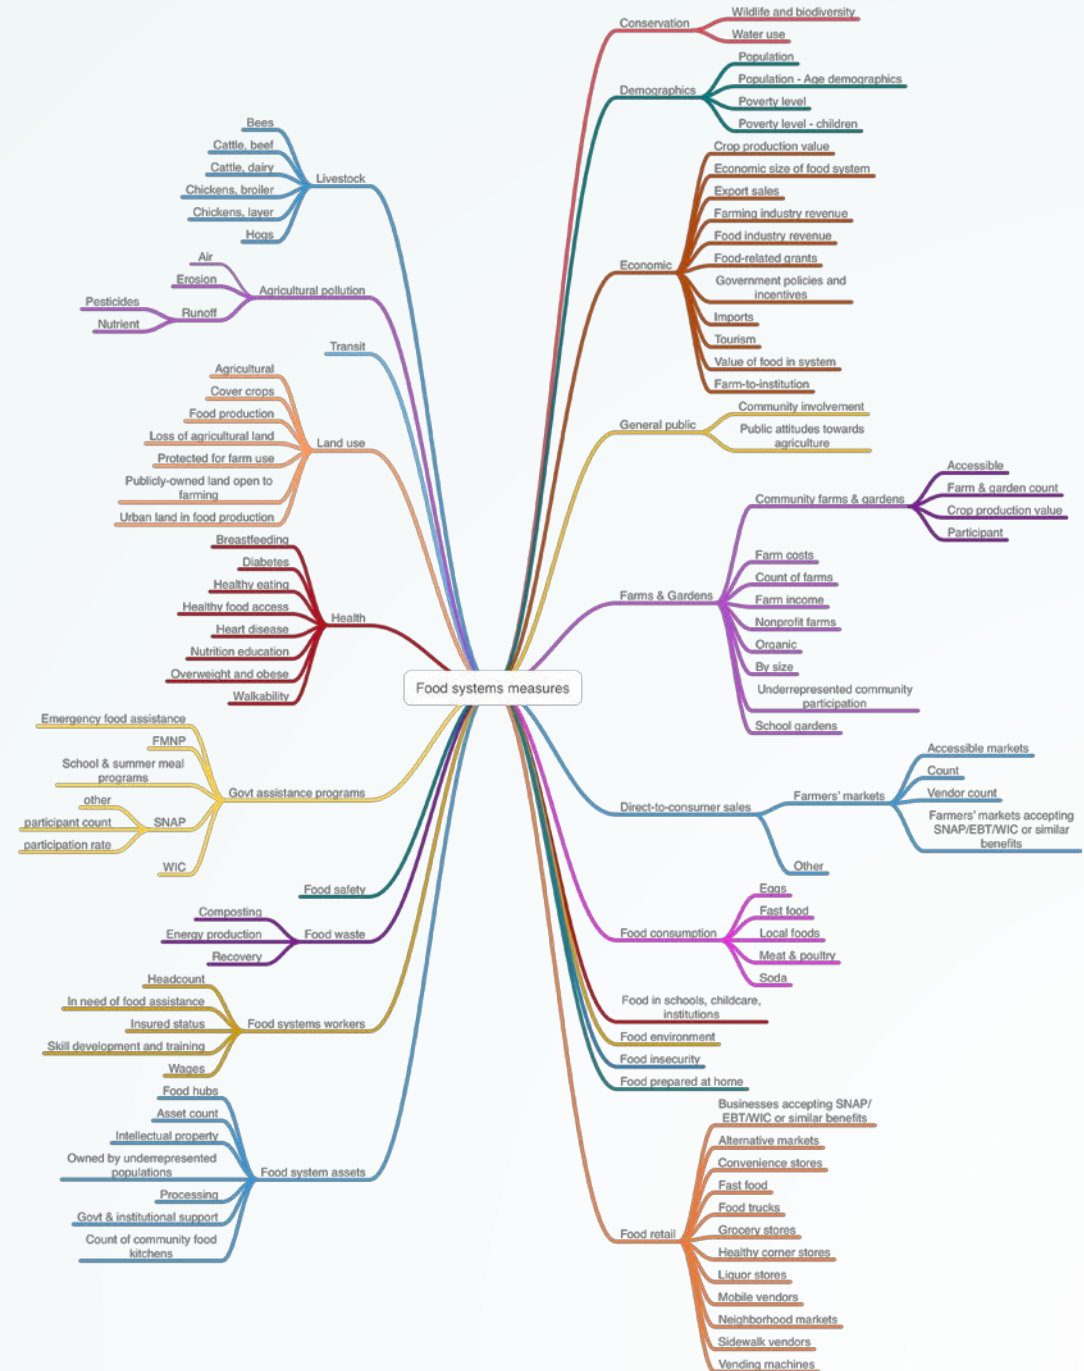 Food systems measures
Conservation
Wildlife and biodiversity
Water use
Demographics
Population
Population - Age demographics
Poverty level
Poverty level - children
Economic
Crop production value
Economic size of food system
Export sales
Farming industry revenue
Food industry revenue
Food-related grants
Government policies and
incentives
Imports
Tourism
Value of food in system
Farm-to-institution
General public
Community involvement
Public attitudes towards
agriculture
Farms & Gardens
Community farms & gardens
Accessible
Farm & garden count
Crop production value
Participant
Farm costs
Count of farms
Farm income
Nonprofit farms
Organic
By size
Underrepresented community
participation
School gardens
Direct-to-consumer sales
Farmers' markets
Accessible markets
Count
Vendor count
Farmers' markets accepting
SNAP/EBT/WIC or similar
benefits
Other
Food consumption
Eggs
Fast food
Local foods
Meat & poultry
Soda
Food in schools, childcare,
institutions
Food environment
Food insecurity
Food prepared at home
Food retail
Businesses accepting SNAP/
EBT/WIC or similar benefits
Alternative markets
Convenience stores
Fast food
Food trucks
Grocery stores
Healthy corner stores
Liquor stores
Mobile vendors
Neighborhood markets
Sidewalk vendors
Vending machines
Livestock
Bees
Cattle, beef
Cattle, dairy
Chickens, broiler
Chickens, layer
Hogs
Agricultural pollution
Air
Erosion
Runoff
Pesticides
Nutrient
Transit
Land use
Agricultural
Cover crops
Food production
Loss of agricultural land
Protected for farm use
Publicly-owned land open to
farming
Urban land in food production
Health
Breastfeeding
Diabetes
Healthy eating
Healthy food access
Heart disease
Nutrition education
Overweight and obese
Walkability
Govt assistance programs
Emergency food assistance
FMNP
School & summer meal
programs
SNAP
other
participant count
participation rate
WIC
Food safety
Food waste
Composting
Energy production
Recovery
Food systems workers
Headcount
In need of food assistance
Insured status
Skill development and training
Wages
Food system assets
Food hubs
Asset count
Intellectual property
Owned by underrepresented
populations
Processing
Govt & institutional support
Count of community food
kitchens